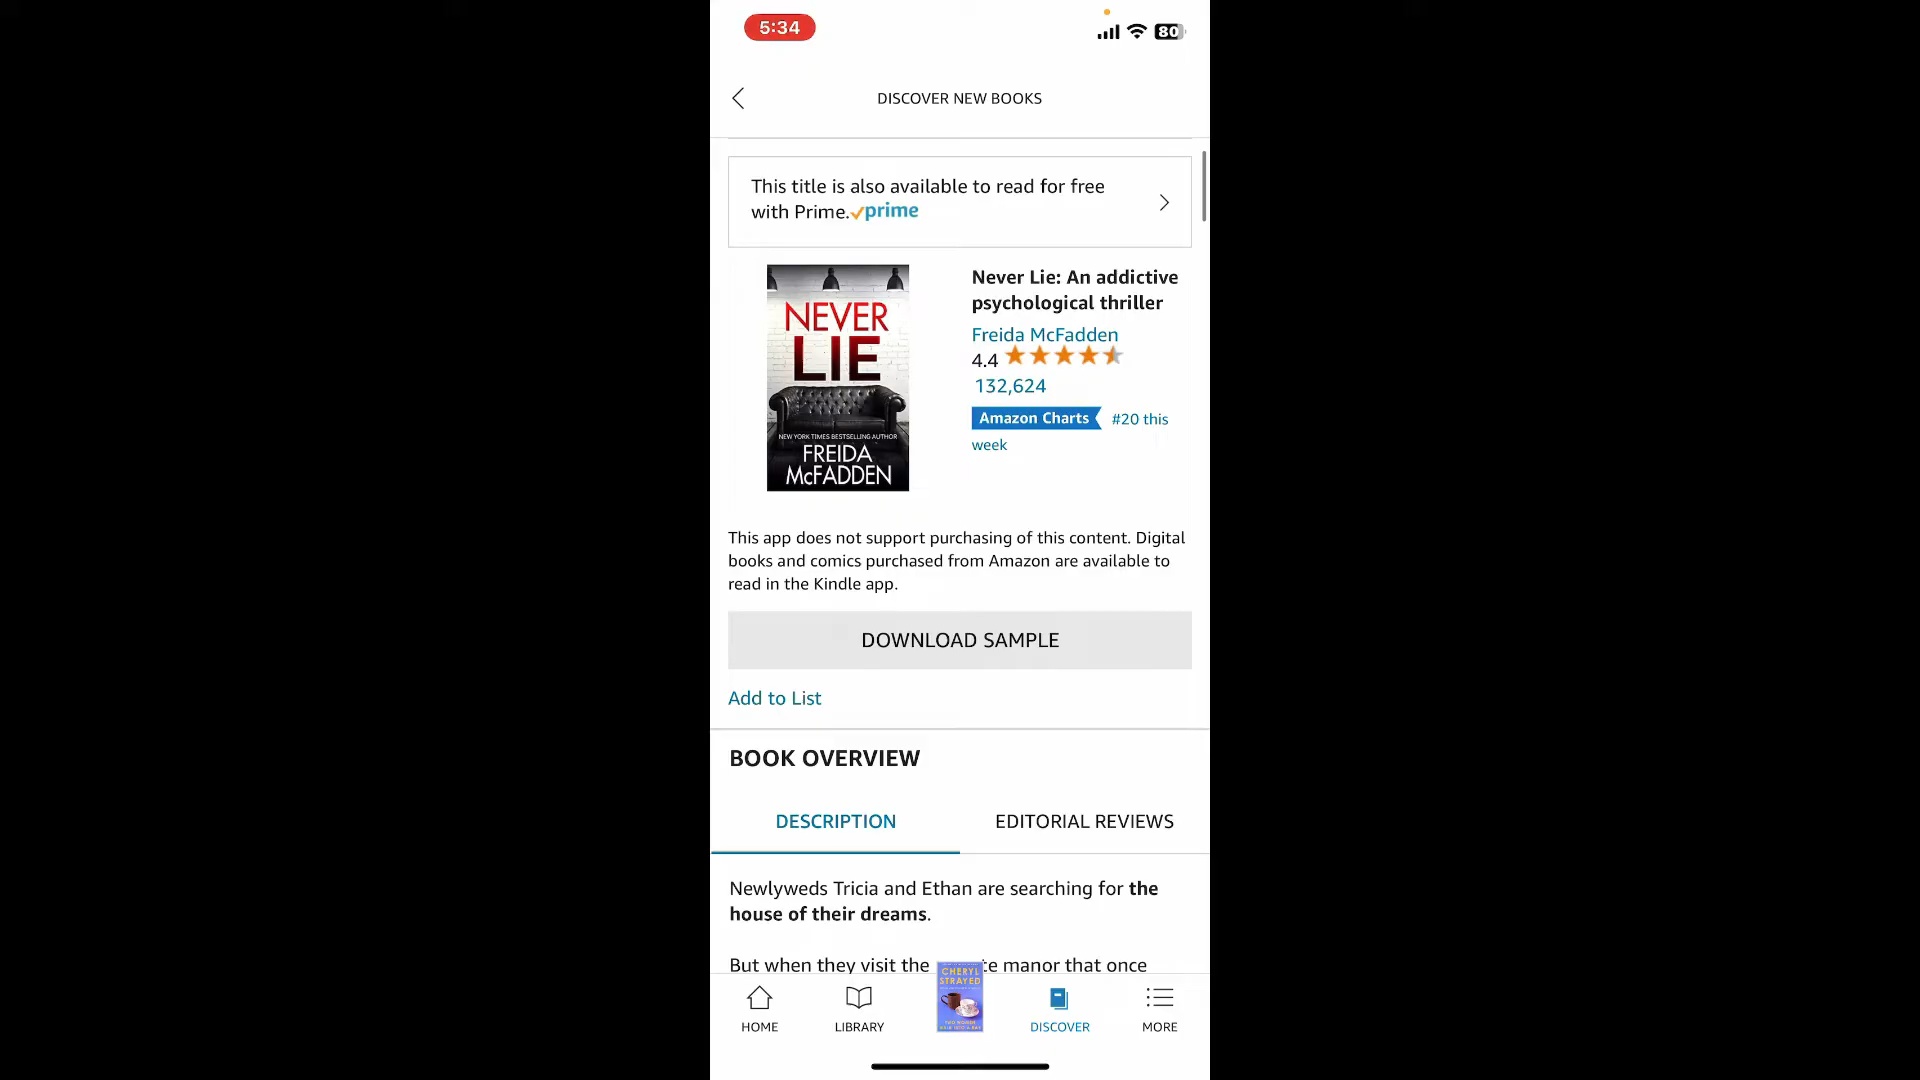 5:34
80
DISCOVER NEW BOOKS
This title is also available to read for free
with Prime. prime
NEVER
LIE
NEW YORK TIMES BESTSELLING AUTHOR
FREIDA
McFADDEN
Never Lie: An addictive
psychological thriller
Freida McFadden
4.4
132,624
Amazon Charts #20 this
week
This app does not support purchasing of this content. Digital
books and comics purchased from Amazon are available to
read in the Kindle app.
DOWNLOAD SAMPLE
Add to List
BOOK OVERVIEW
DESCRIPTION
EDITORIAL REVIEWS
Newlyweds Tricia and Ethan are searching for the
house of their dreams.
But when they visit the te manor that once
CHERYL
STRAYED
HOME
LIBRARY
DISCOVER
MORE